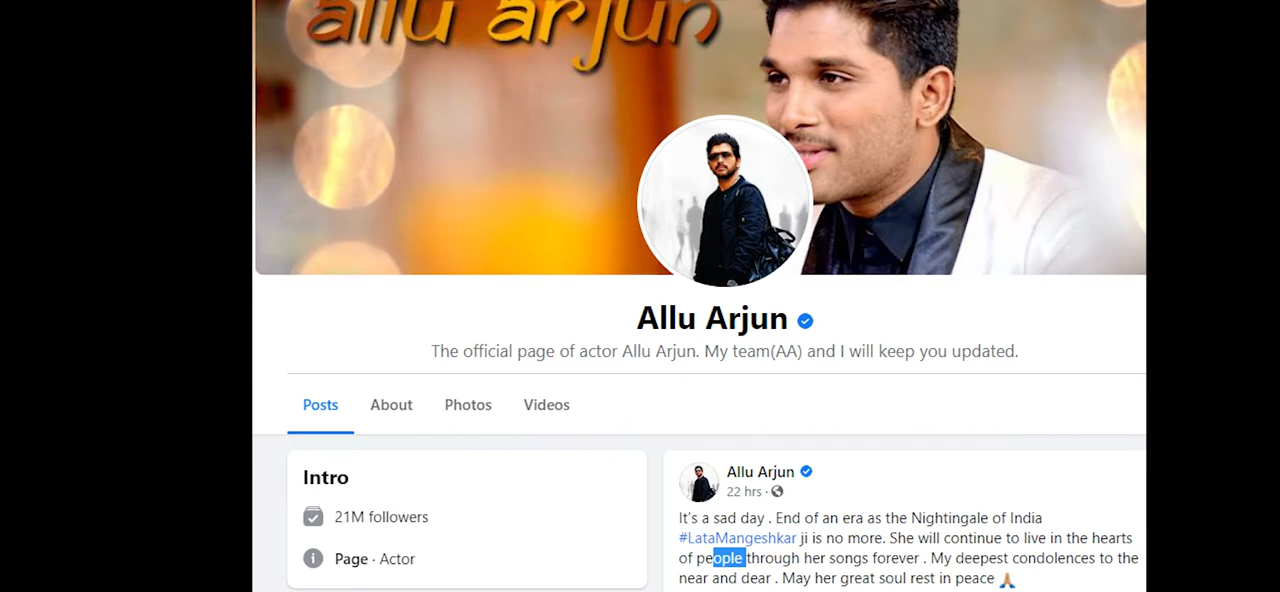 allu arjun
Allu Arjun
The official page of actor Allu Arjun. My team(AA) and I will keep you updated.
Posts About Photos Videos
Intro
21M followers
Page · Actor
Allu Arjun
22 hrs ·
It's a sad day . End of an era as the Nightingale of India
#LataMangeshkar ji is no more. She will continue to live in the hearts
of people through her songs forever . My deepest condolences to the
near and dear . May her great soul rest in peace 🙏